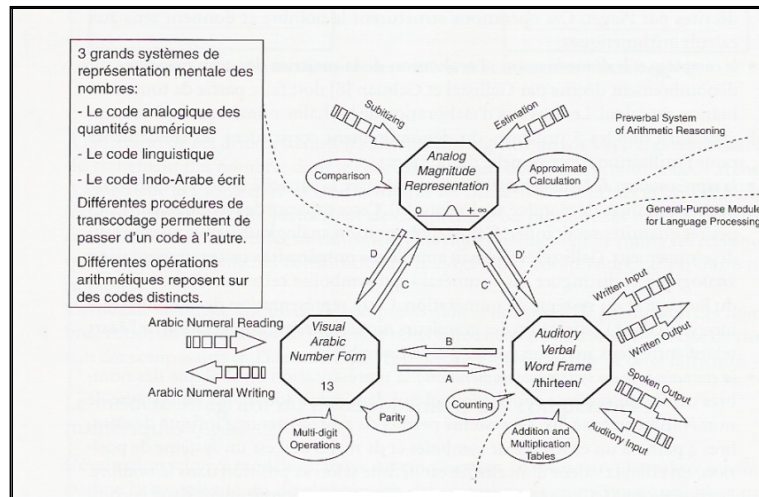 3 grands systèmes de
représentation mentale des
nombres:
- Le code analogique des
quantités numériques
- Le code linguistique
- Le code Indo-Arabe écrit
Différentes procédures de
transcodage permettent de
passer d'un code à l'autre.
Différentes opérations
arithmétiques reposent sur
des codes distincts.
Subitizing
Estimation
Preverbal System
of Arithmetic Reasoning
Comparison
Analog
Magnitude
Representation
0 + ∞
Approximate
Calculation
General-Purpose Module
for Language Processing
D
C
D'
C'
Arabic Numeral Reading
Arabic Numeral Writing
Visual
Arabic
Number Form
13
B
A
Auditory
Verbal
Word Frame
/thirteen/
Written Input
Written Output
Spoken Output
Auditory Input
Multi-digit
Operations
Parity
Counting
Addition and
Multiplication
Tables